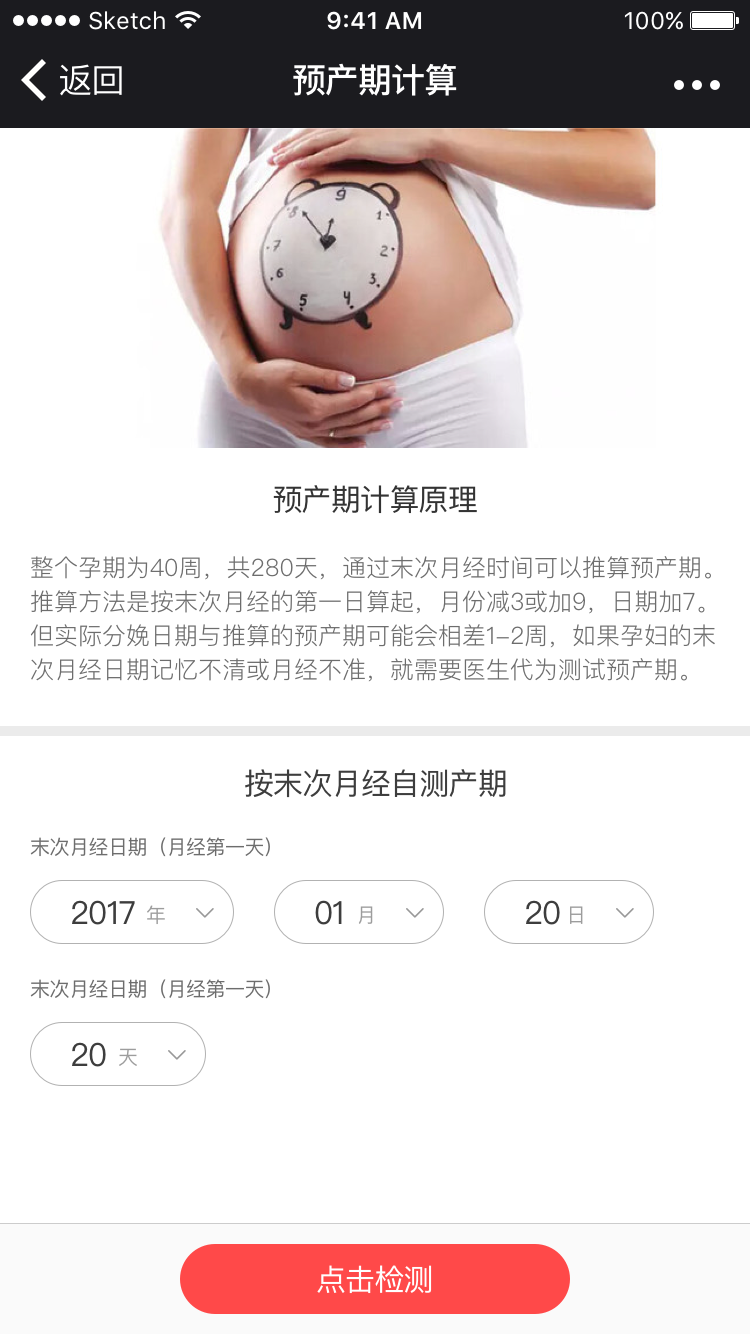 Sketch 9:41 AM 100%
返回 预产期计算
9
8 1
7 2
6 3
5 4
预产期计算原理
整个孕期为40周，共280天，通过末次月经时间可以推算预产期。
推算方法是按末次月经的第一日算起，月份减3或加9，日期加7。
但实际分娩日期与推算的预产期可能会相差1-2周，如果孕妇的末
次月经日期记忆不清或月经不准，就需要医生代为测试预产期。
按末次月经自测产期
末次月经日期（月经第一天）
2017 年 01 月 20 日
末次月经日期（月经第一天）
20 天
点击检测